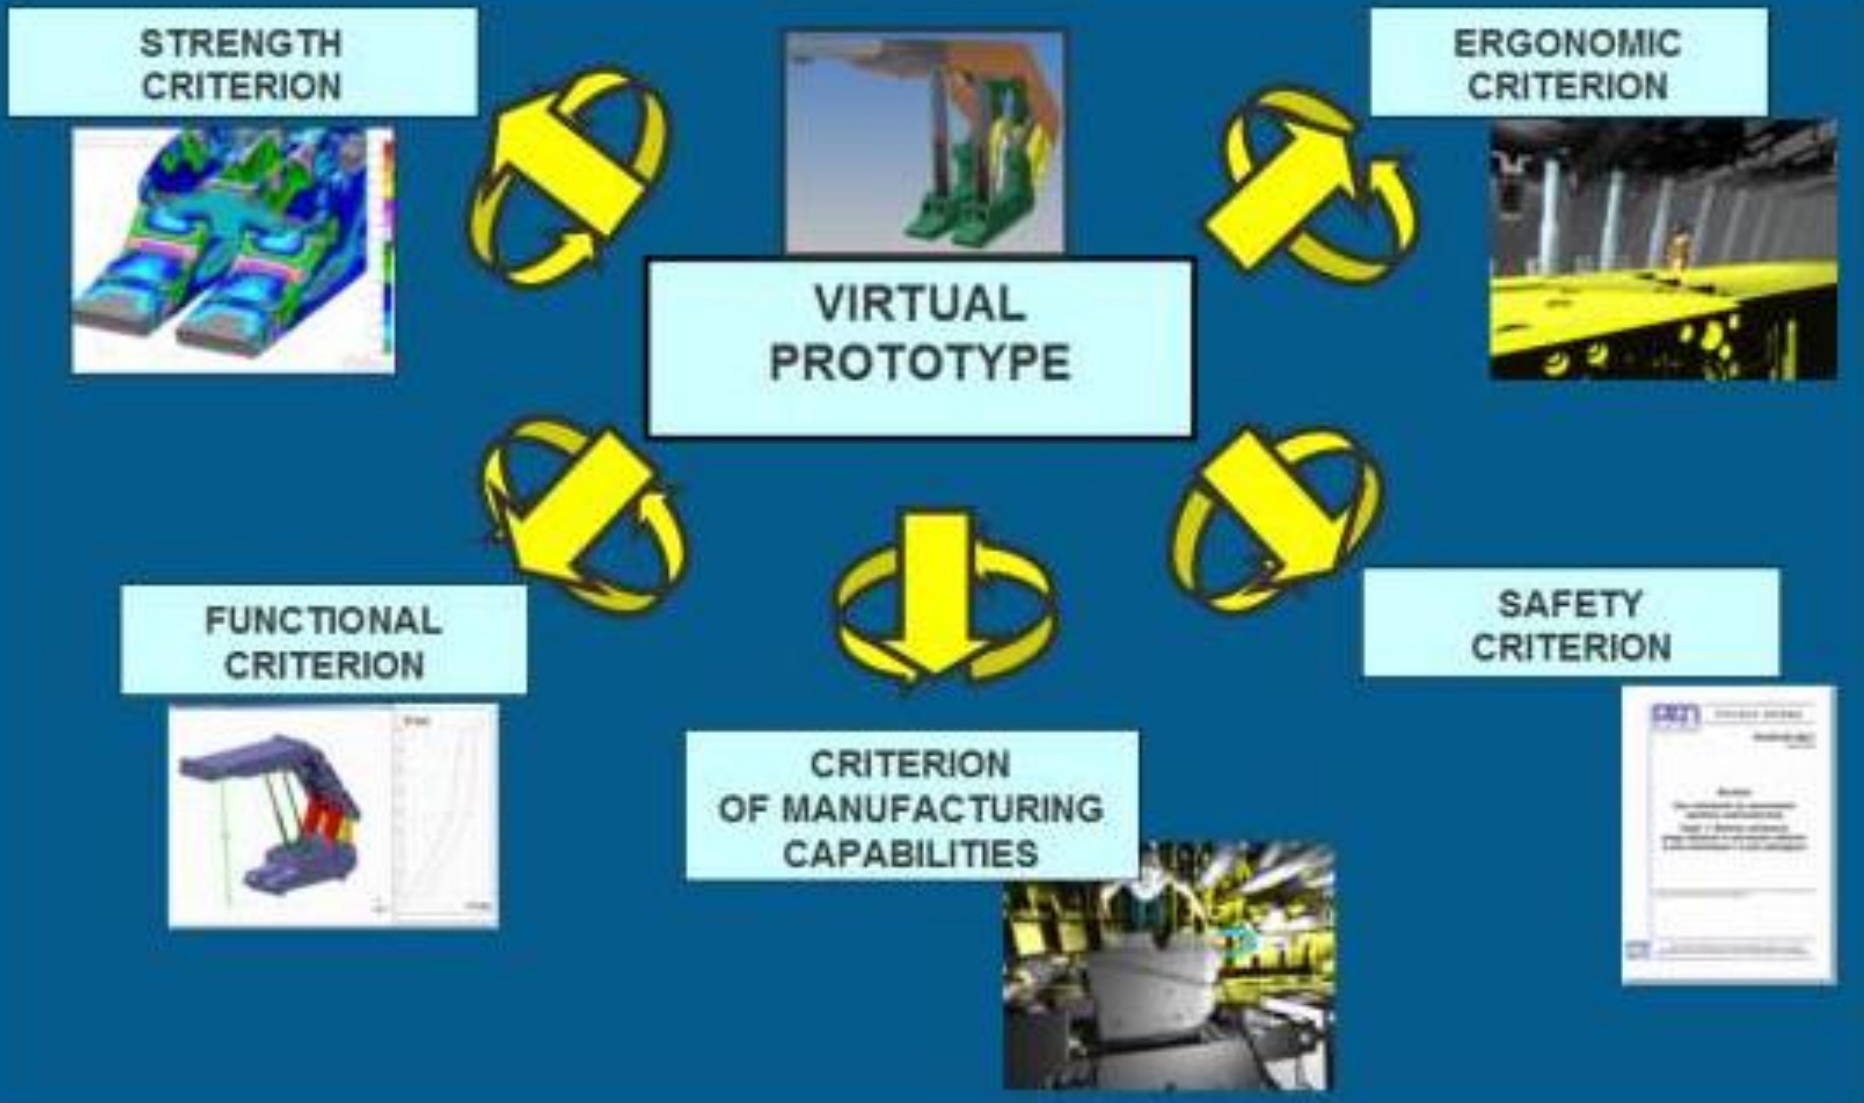 STRENGTH
CRITERION
ERGONOMIC
CRITERION
VIRTUAL
PROTOTYPE
FUNCTIONAL
CRITERION
SAFETY
CRITERION
CRITERION
OF MANUFACTURING
CAPABILITIES